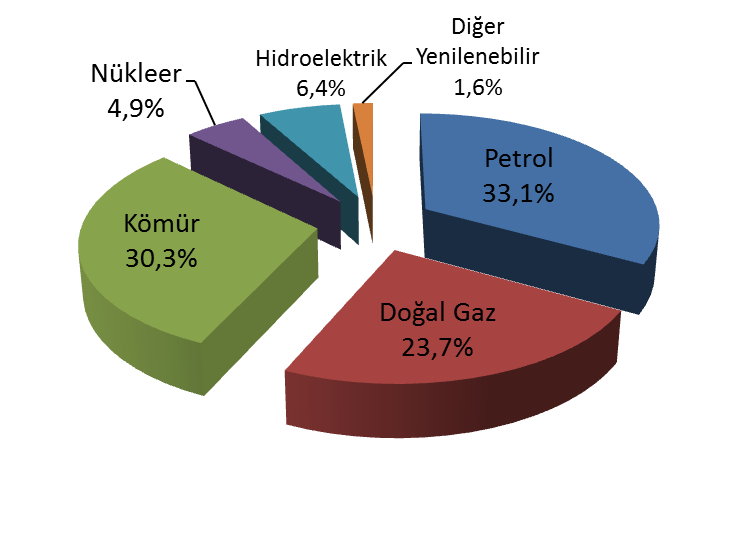 Diğer
Yenilenebilir
1,6%
Hidroelektrik
6,4%
Nükleer
4,9%
Petrol
33,1%
Kömür
30,3%
Doğal Gaz
23,7%